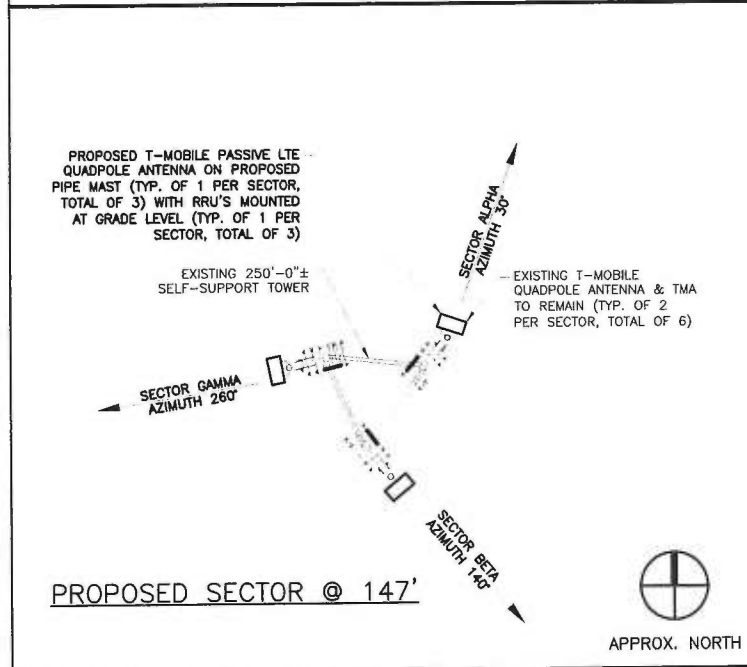 PROPOSED T-MOBILE PASSIVE LTE
QUADPOLE ANTENNA ON PROPOSED
PIPE MAST (TYP. OF 1 PER SECTOR,
TOTAL OF 3) WITH RRU'S MOUNTED
AT GRADE LEVEL (TYP. OF 1 PER
SECTOR, TOTAL OF 3)
EXISTING 250'-0"±
SELF-SUPPORT TOWER
SECTOR ALPHA
AZIMUTH 30°
EXISTING T-MOBILE
QUADPOLE ANTENNA & TMA
TO REMAIN (TYP. OF 2
PER SECTOR, TOTAL OF 6)
SECTOR GAMMA
AZIMUTH 260°
SECTOR BETA
AZIMUTH 140°
PROPOSED SECTOR @ 147'
APPROX. NORTH